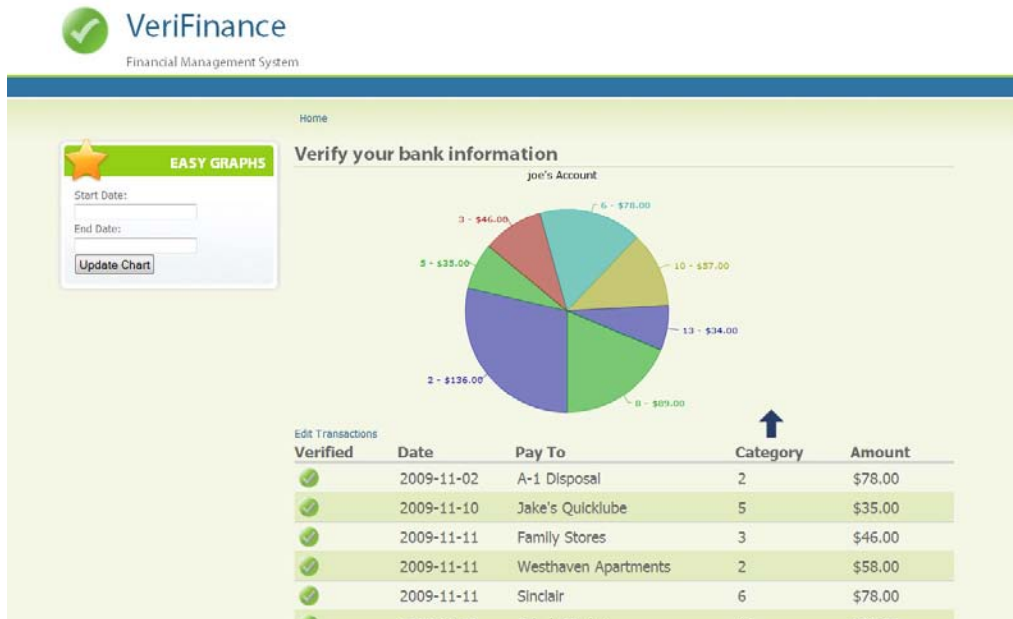 VeriFinance
Financial Management System
Home
EASY GRAPHS
Start Date:
End Date:
Update Chart
Verify your bank information
joe's Account
3 - $46.00
6 - $78.00
5 - $35.00
10 - $57.00
13 - $34.00
2 - $136.00
8 - $89.00
Edit Transactions
Verified Date Pay To Category Amount
2009-11-02 A-1 Disposal 2 $78.00
2009-11-10 Jake's Quicklube 5 $35.00
2009-11-11 Family Stores 3 $46.00
2009-11-11 Westhaven Apartments 2 $58.00
2009-11-11 Sinclair 6 $78.00